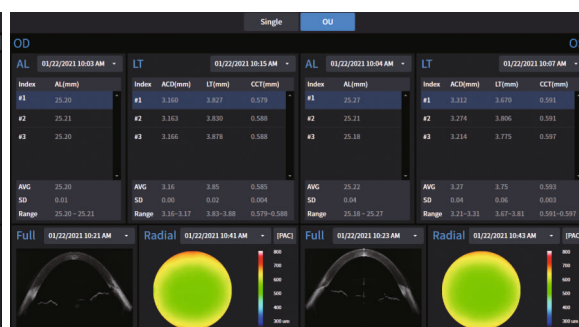 Single OU
OD O
AL 01/22/2021 10:03 AM LT 01/22/2021 10:15 AM AL 01/22/2021 10:04 AM LT 01/22/2021 10:07 AM
Index AL(mm) Index ACD(mm) LT(mm) CCT(mm) Index AL(mm) Index ACD(mm) LT(mm) CCT(mm)
#1 25.20 #1 3.160 3.827 0.579 #1 25.27 #1 3.312 3.670 0.591
#2 25.21 #2 3.163 3.830 0.588 #2 25.21 #2 3.274 3.806 0.591
#3 25.20 #3 3.166 3.878 0.588 #3 25.18 #3 3.214 3.775 0.597
AVG 25.20 AVG 3.16 3.85 0.585 AVG 25.22 AVG 3.27 3.75 0.593
SD 0.01 SD 0.00 0.02 0.004 SD 0.04 SD 0.04 0.06 0.003
Range 25.20 ~ 25.21 Range 3.16~3.17 3.83~3.88 0.579~0.588 Range 25.18 ~ 25.27 Range 3.21~3.31 3.67~3.81 0.591~0.597
Full 01/22/2021 10:21 AM Radial 01/22/2021 10:41 AM [PAC] Full 01/22/2021 10:23 AM Radial 01/22/2021 10:43 AM [PAC
800 800
700 700
600 600
500 500
400 400
300 um 300 um